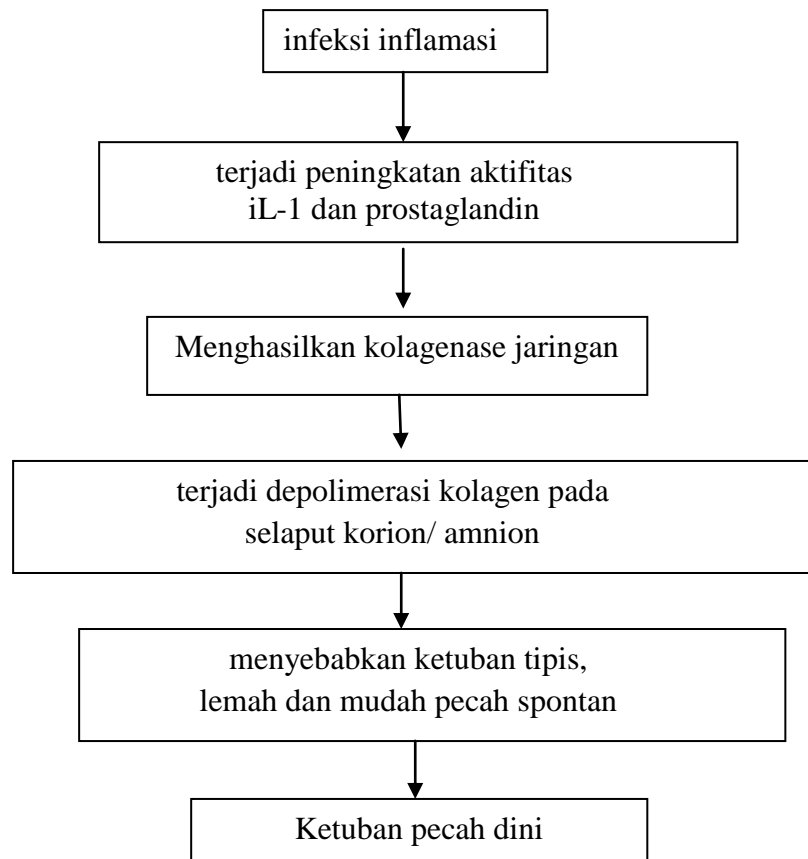 infeksi inflamasi
terjadi peningkatan aktifitas
iL-1 dan prostaglandin
Menghasilkan kolagenase jaringan
terjadi depolimerasi kolagen pada
selaput korion/ amnion
menyebabkan ketuban tipis,
lemah dan mudah pecah spontan
Ketuban pecah dini